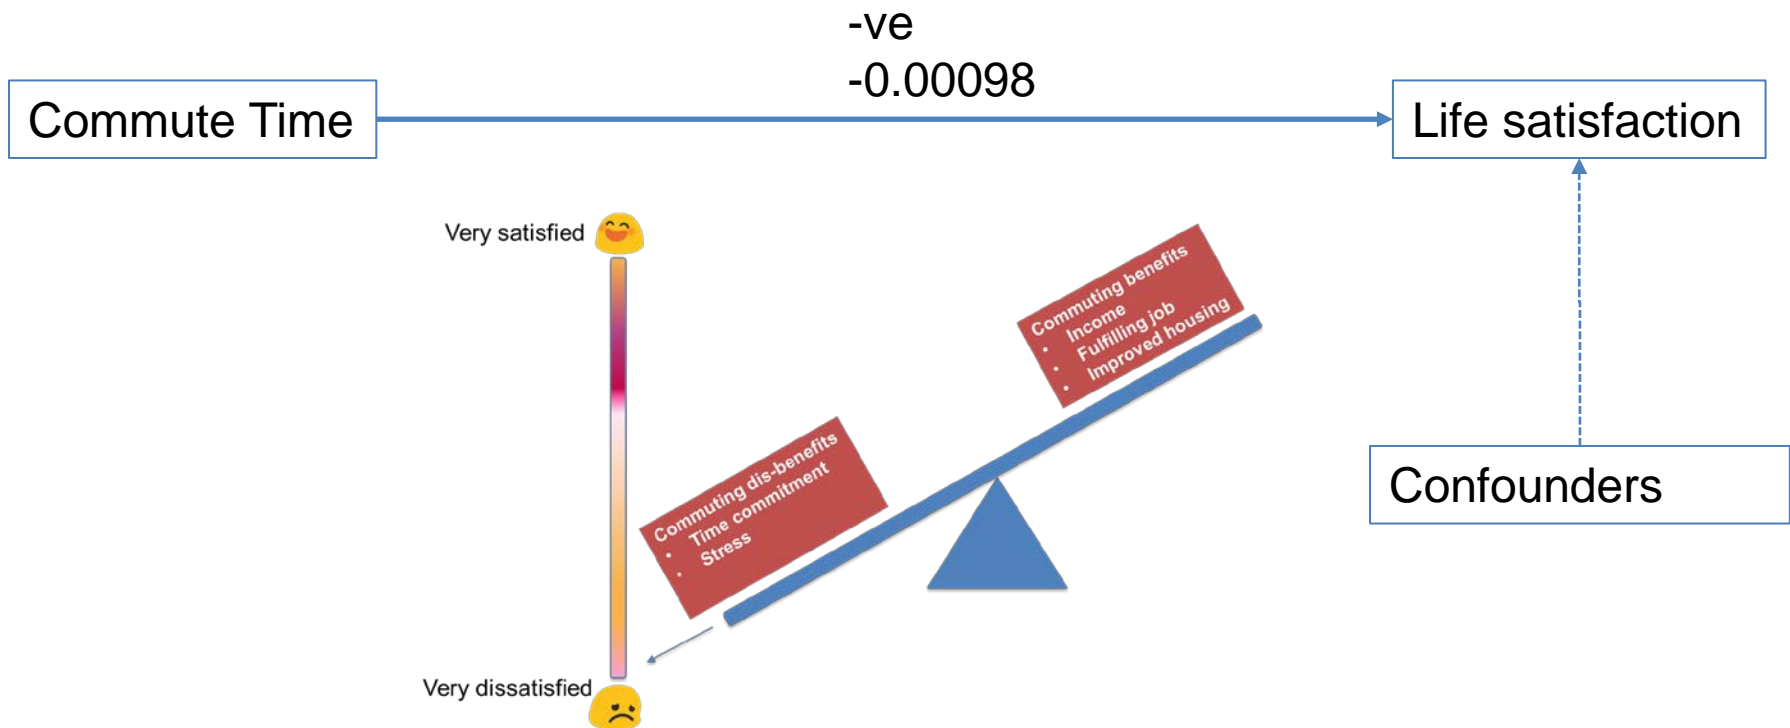 -ve
-0.00098
Commute Time
Life satisfaction
Very satisfied
Commuting benefits
• Income
• Fulfilling job
• Improved housing
Commuting dis-benefits
• Time commitment
• Stress
Confounders
Very dissatisfied